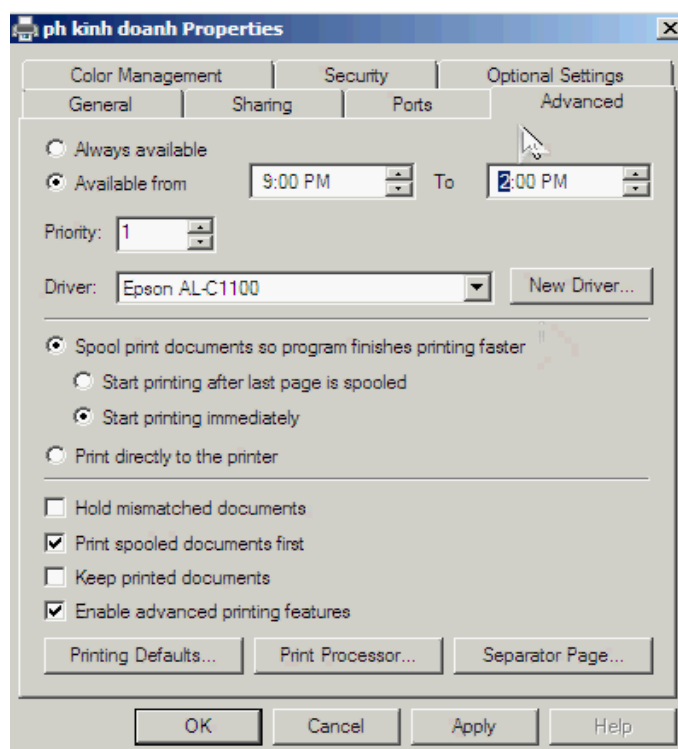 ph kinh doanh Properties
Color Management Security Optional Settings
General Sharing Ports Advanced
Always available
Available from 9:00 PM To 2:00 PM
Priority: 1
Driver: Epson AL-C1100 New Driver...
Spool print documents so program finishes printing faster
Start printing after last page is spooled
Start printing immediately
Print directly to the printer
Hold mismatched documents
Print spooled documents first
Keep printed documents
Enable advanced printing features
Printing Defaults... Print Processor... Separator Page...
OK Cancel Apply Help